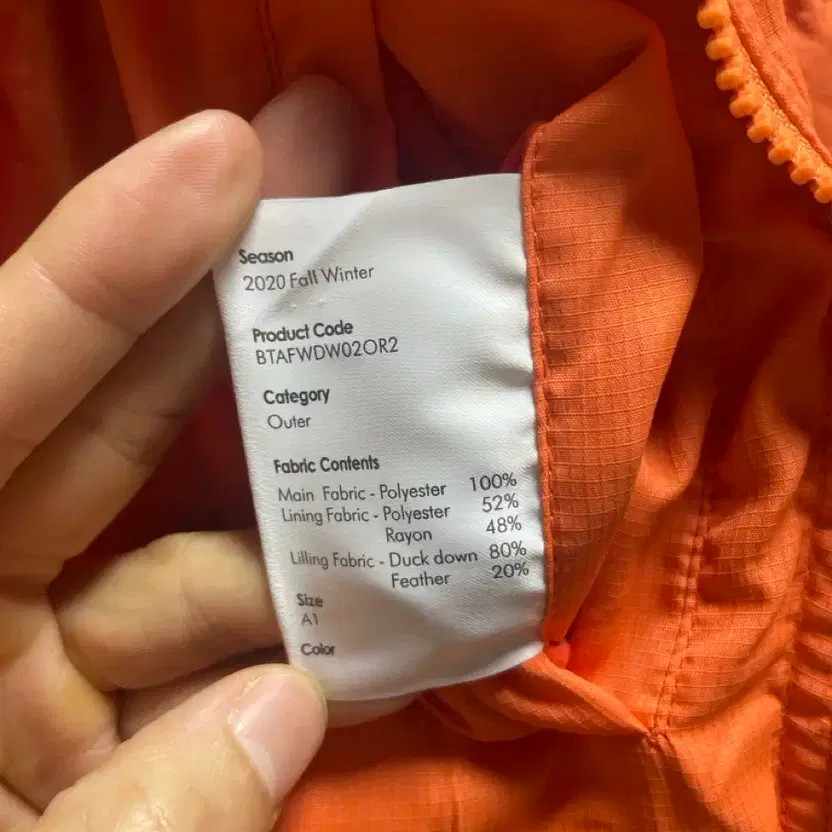 Season
2020 Fall Winter
Product Code
BTAFWDW02OR2
Category
Outer
Fabric Contents
Main Fabric - Polyester 100%
Lining Fabric - Polyester 52%
Rayon 48%
Lilling Fabric - Duck down 80%
Feather 20%
Size
A1
Color